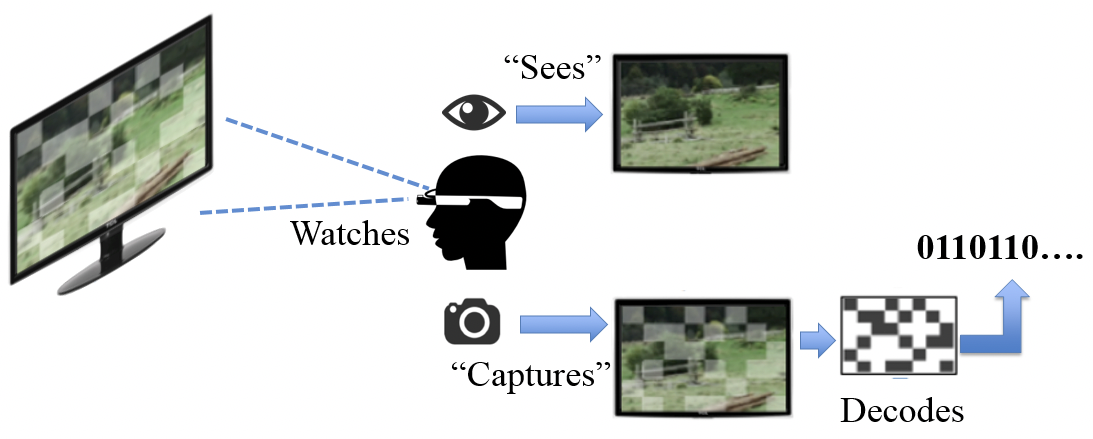 “Sees”
Watches
0110110….
“Captures”
Decodes